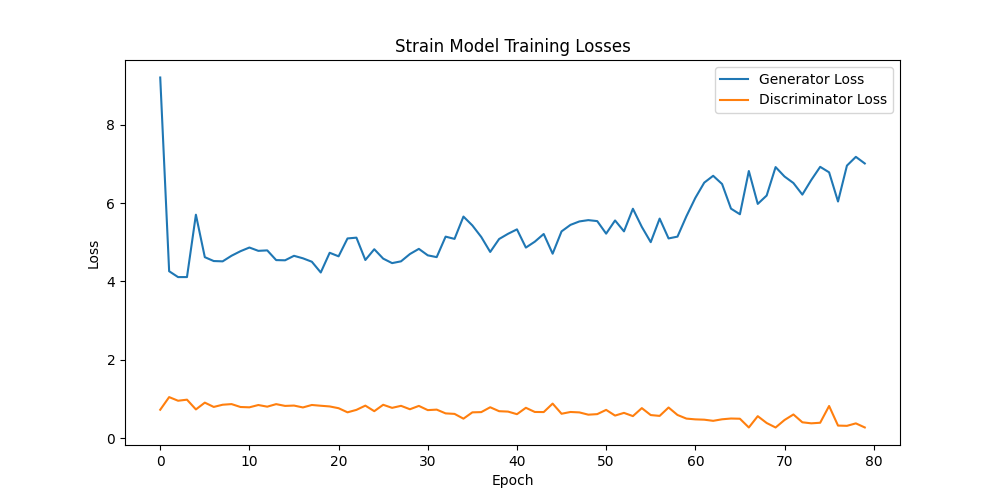 Strain Model Training Losses
Generator Loss
Discriminator Loss
Loss
8
6
4
2
0
0 10 20 30 40 50 60 70 80
Epoch